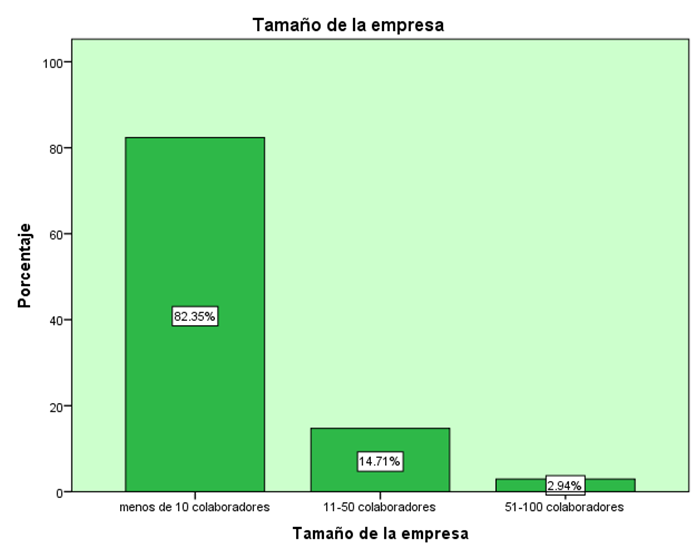 Tamaño de la empresa
Porcentaje
100
80
60
40
20
0
82.35%
14.71%
2.94%
menos de 10 colaboradores
11-50 colaboradores
51-100 colaboradores
Tamaño de la empresa